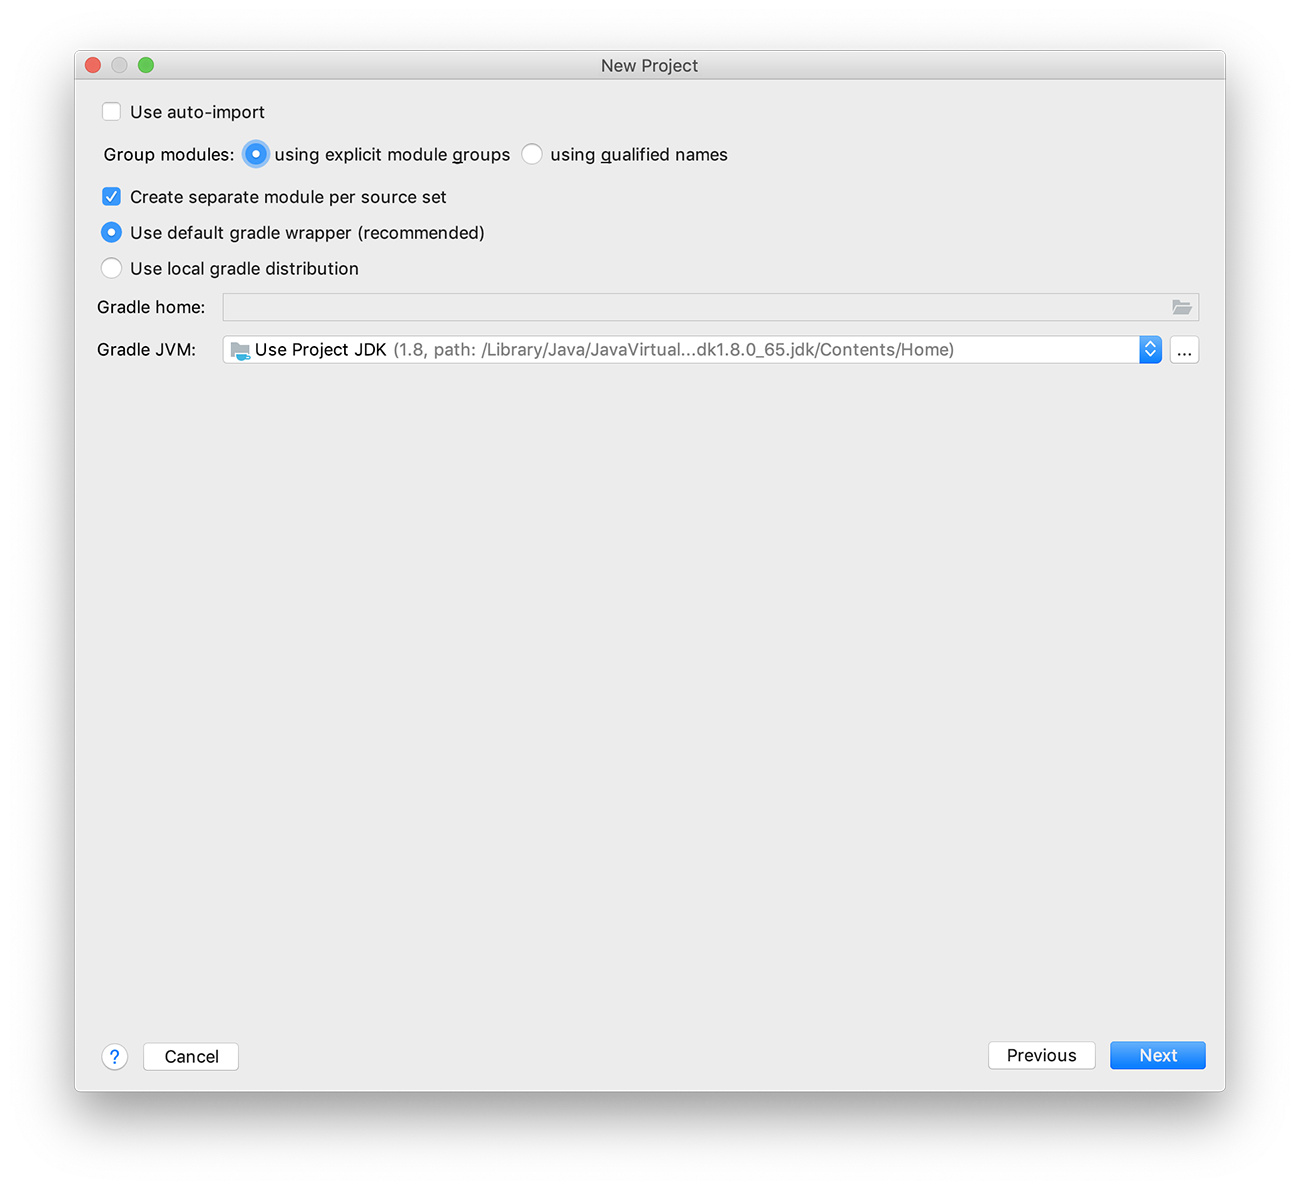 New Project
Use auto-import
Group modules: using explicit module groups using qualified names
Create separate module per source set
Use default gradle wrapper (recommended)
Use local gradle distribution
Gradle home:
Gradle JVM: Use Project JDK (1.8, path: /Library/Java/JavaVirtual...dk1.8.0_65.jdk/Contents/Home) ...
? Cancel Previous Next